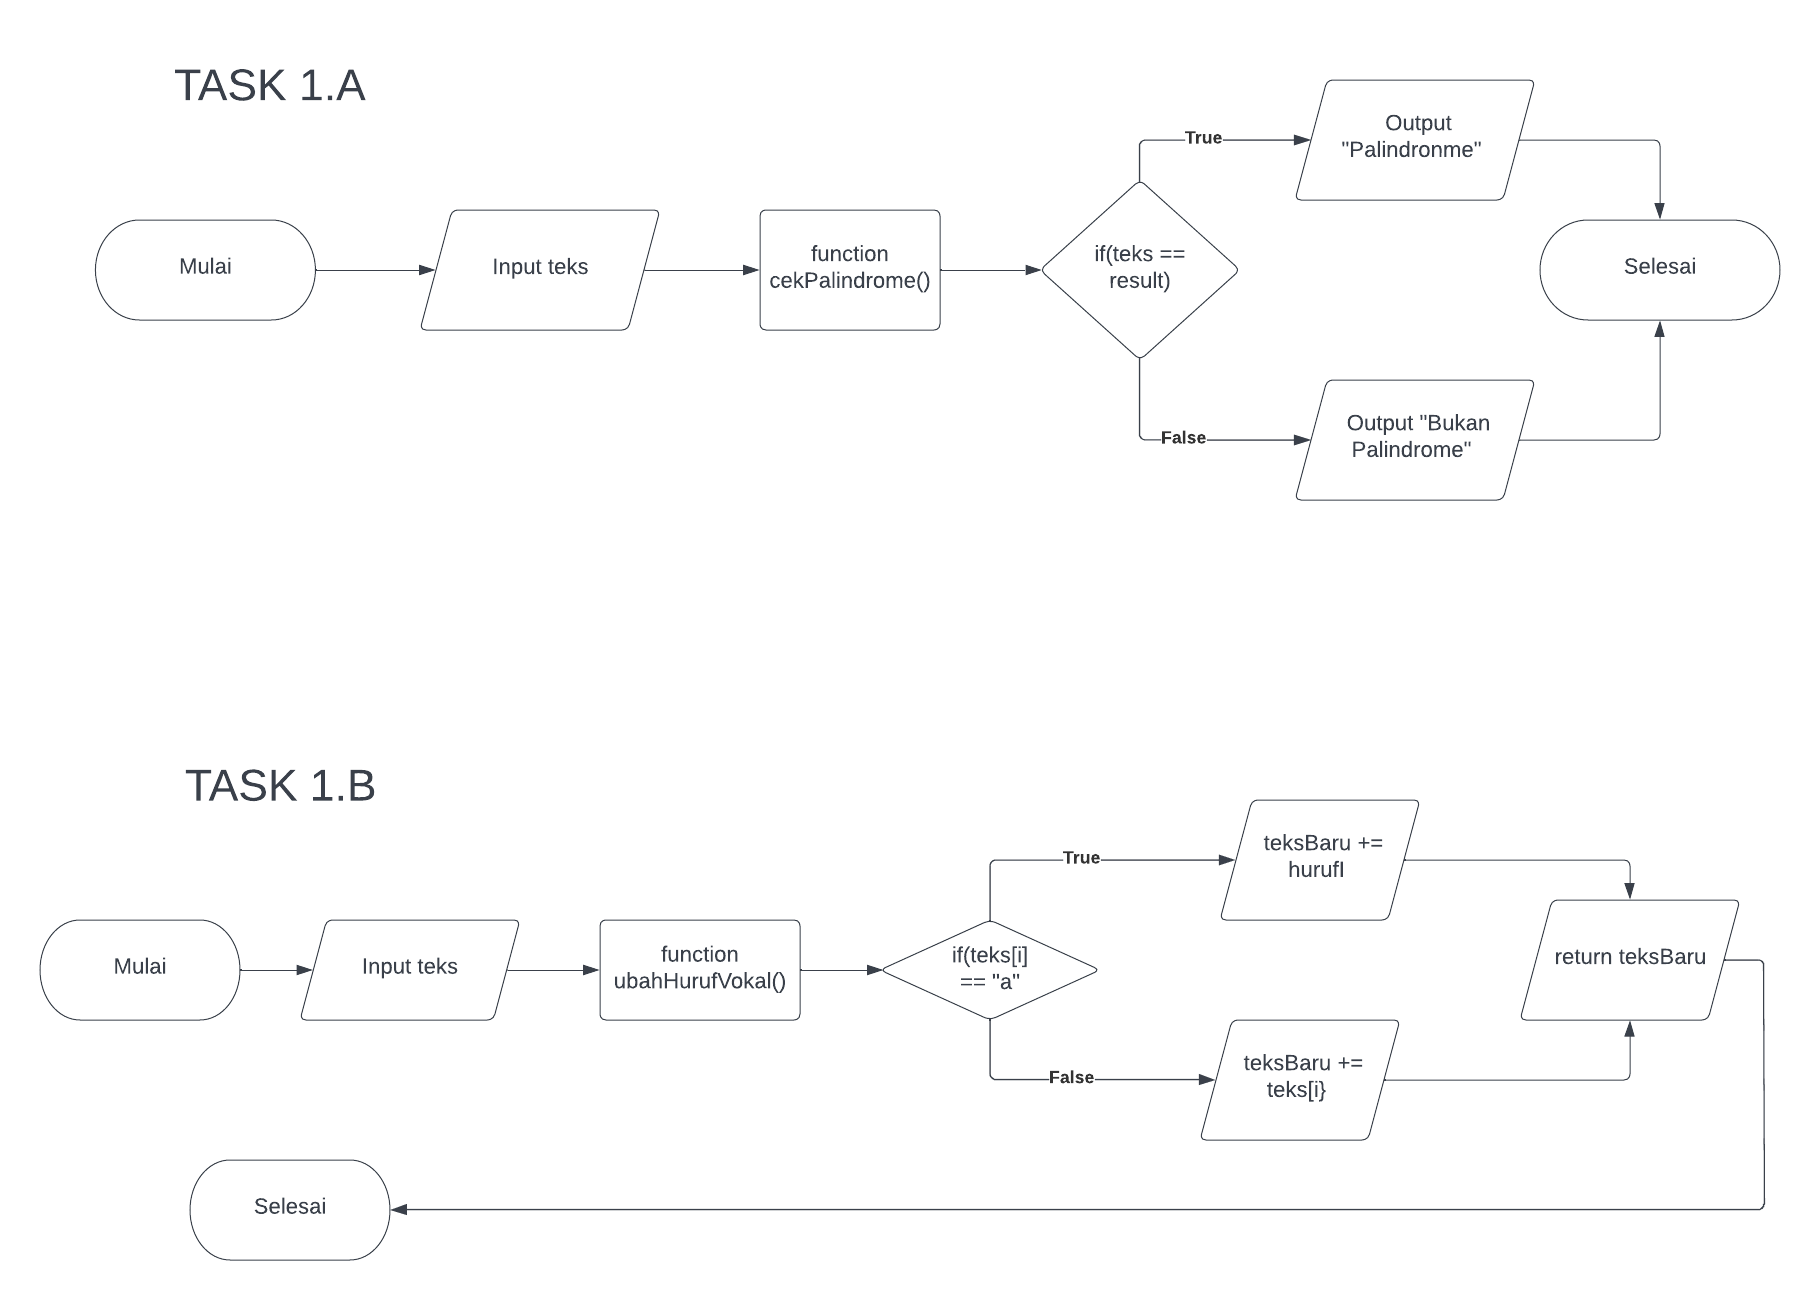 TASK 1.A
Mulai
Input teks
function
cekPalindrome()
if(teks ==
result)
True
Output
"Palindronme"
False
Output "Bukan
Palindrome"
Selesai
TASK 1.B
Mulai
Input teks
function
ubahHurufVokal()
if(teks[i]
== "a"
True
teksBaru +=
hurufI
False
teksBaru +=
teks[i}
return teksBaru
Selesai